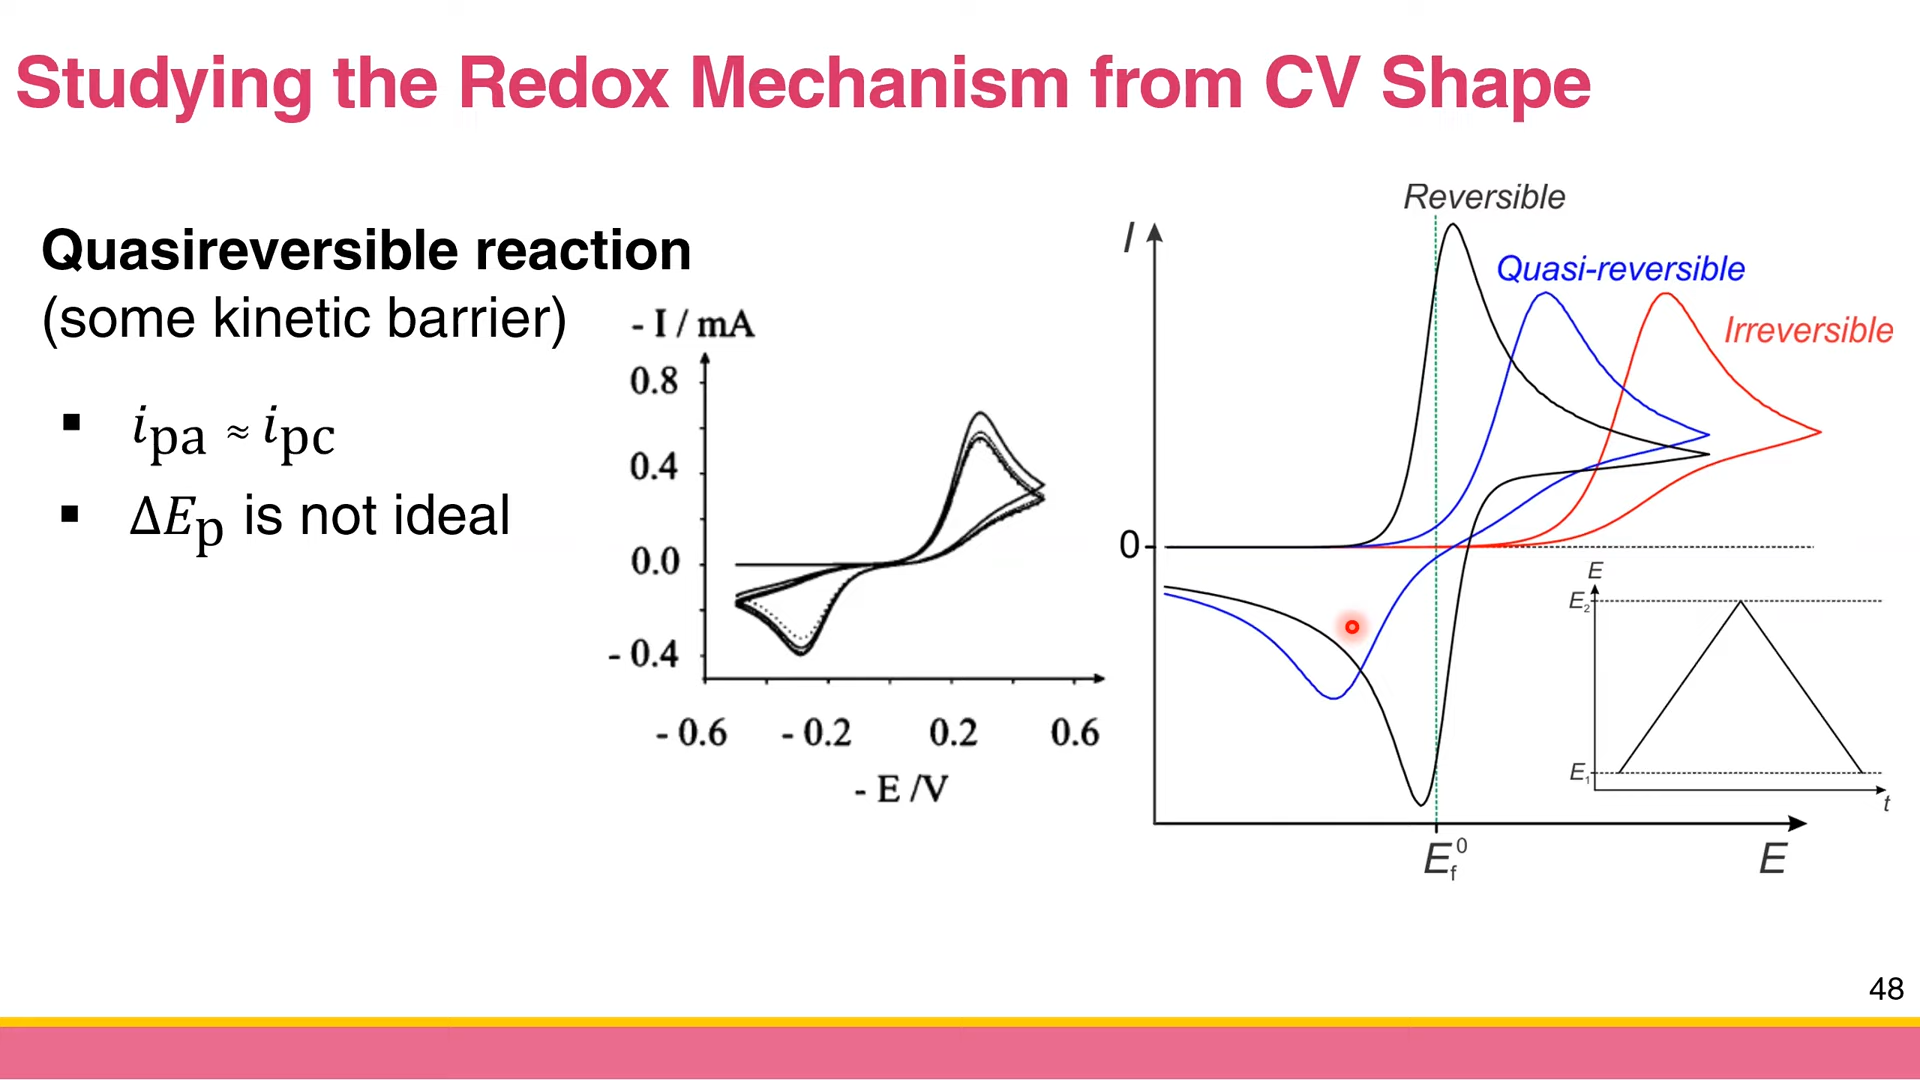 Studying the Redox Mechanism from CV Shape
Quasireversible reaction
(some kinetic barrier)
▪ ipa ≈ ipc
▪ ΔEp is not ideal
- I / mA
0.8
0.4
0.0
- 0.4
- 0.6 - 0.2 0.2 0.6
- E /V
Reversible
I
Quasi-reversible
Irreversible
0
E
E2
E1
t
Ef0
E
48